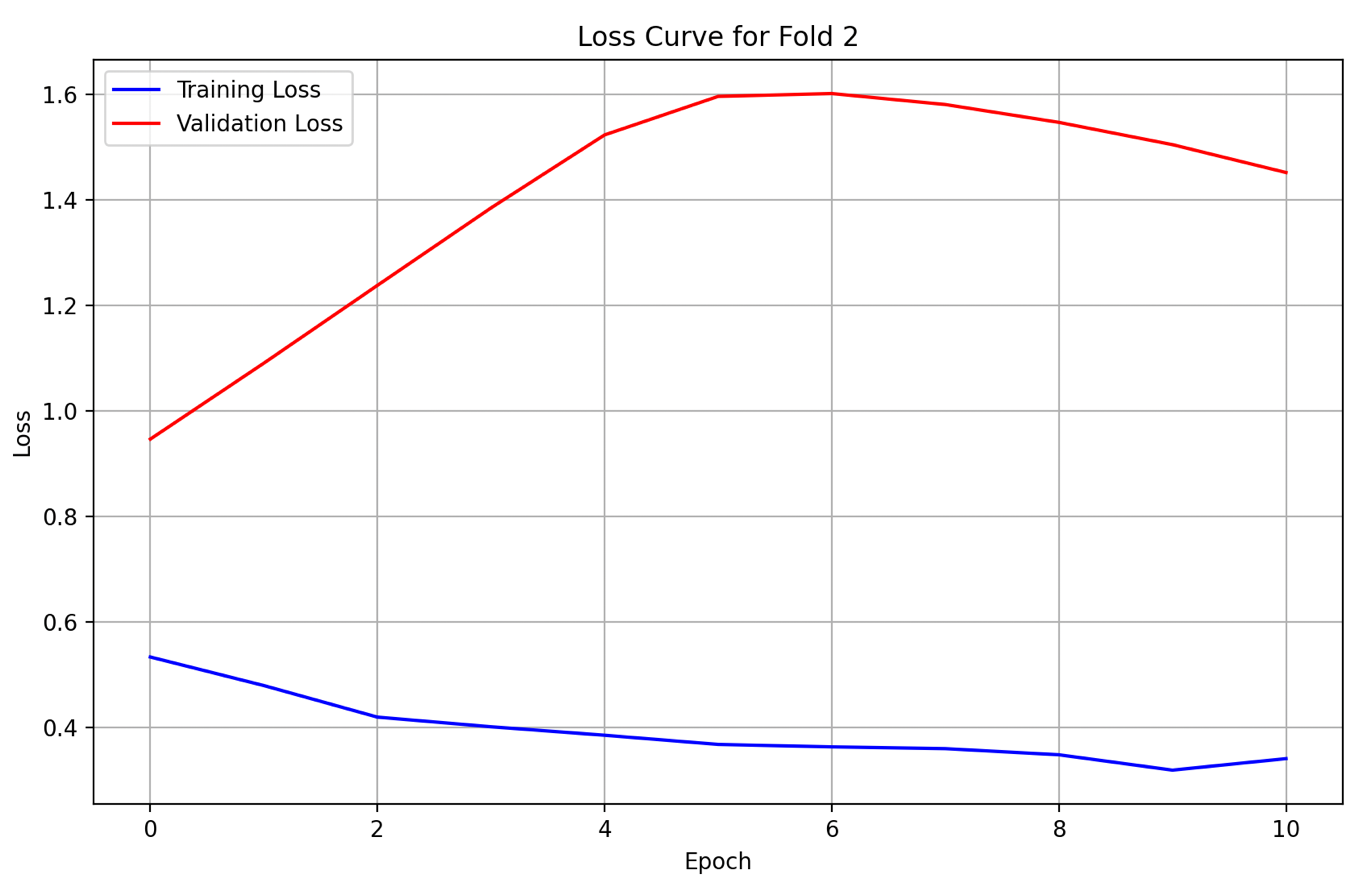 Loss Curve for Fold 2
Training Loss
Validation Loss
1.6
1.4
1.2
1.0
0.8
0.6
0.4
Loss
0 2 4 6 8 10
Epoch